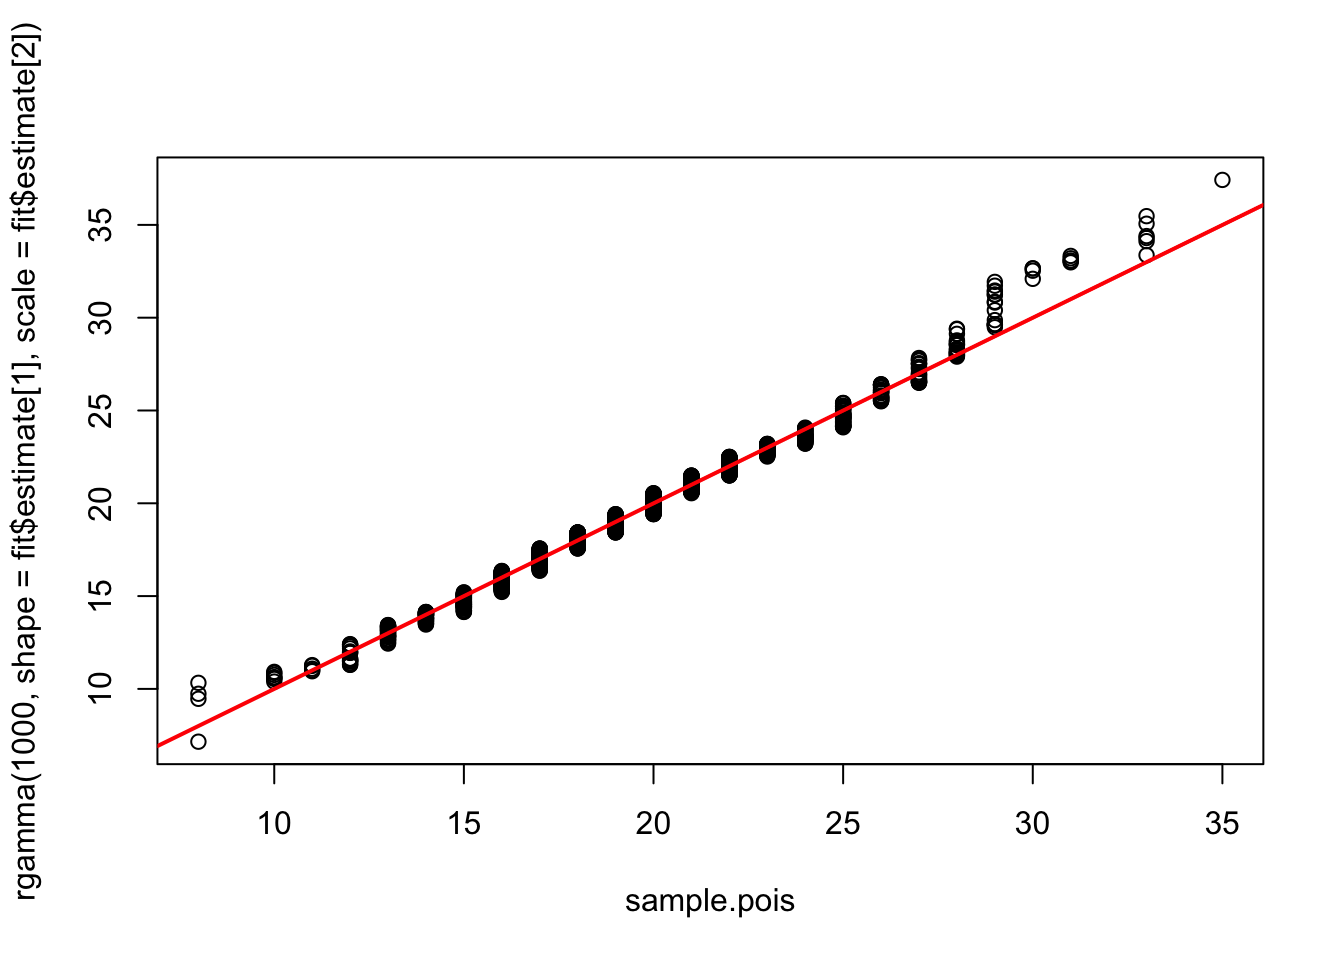 rgamma(1000, shape = fit$estimate[1], scale = fit$estimate[2])
35
30
25
20
15
10
10 15 20 25 30 35
sample.pois